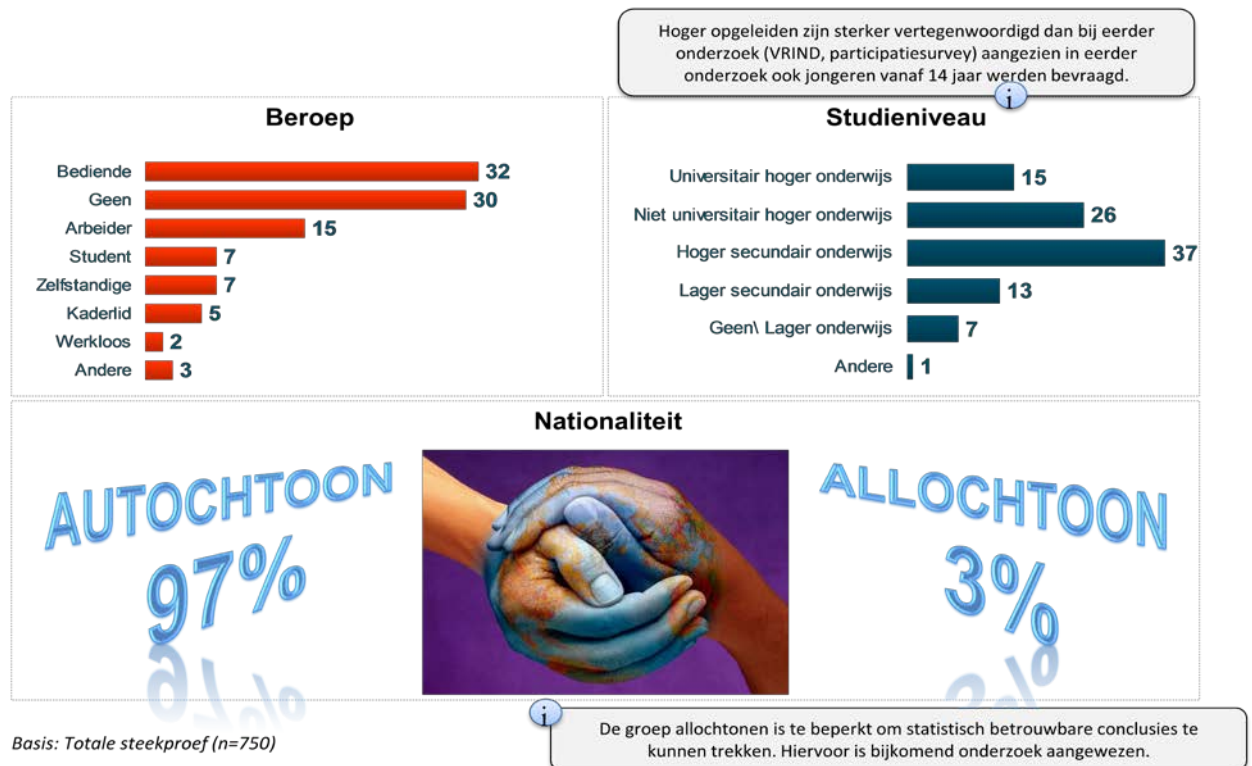 Hoger opgeleiden zijn sterker vertegenwoordigd dan bij eerder
onderzoek (VRIND, participatiesurvey) aangezien in eerder
onderzoek ook jongeren vanaf 14 jaar werden bevraagd.
i
Beroep
Bediende 32
Geen 30
Arbeider 15
Student 7
Zelfstandige 7
Kaderlid 5
Werkloos 2
Andere 3
Studieniveau
Universitair hoger onderwijs 15
Niet universitair hoger onderwijs 26
Hoger secundair onderwijs 37
Lager secundair onderwijs 13
Geen\ Lager onderwijs 7
Andere 1
Nationaliteit
AUTOCHTOON
97%
ALLOCHTOON
3%
i
De groep allochtonen is te beperkt om statistisch betrouwbare conclusies te
kunnen trekken. Hiervoor is bijkomend onderzoek aangewezen.
Basis: Totale steekproef (n=750)